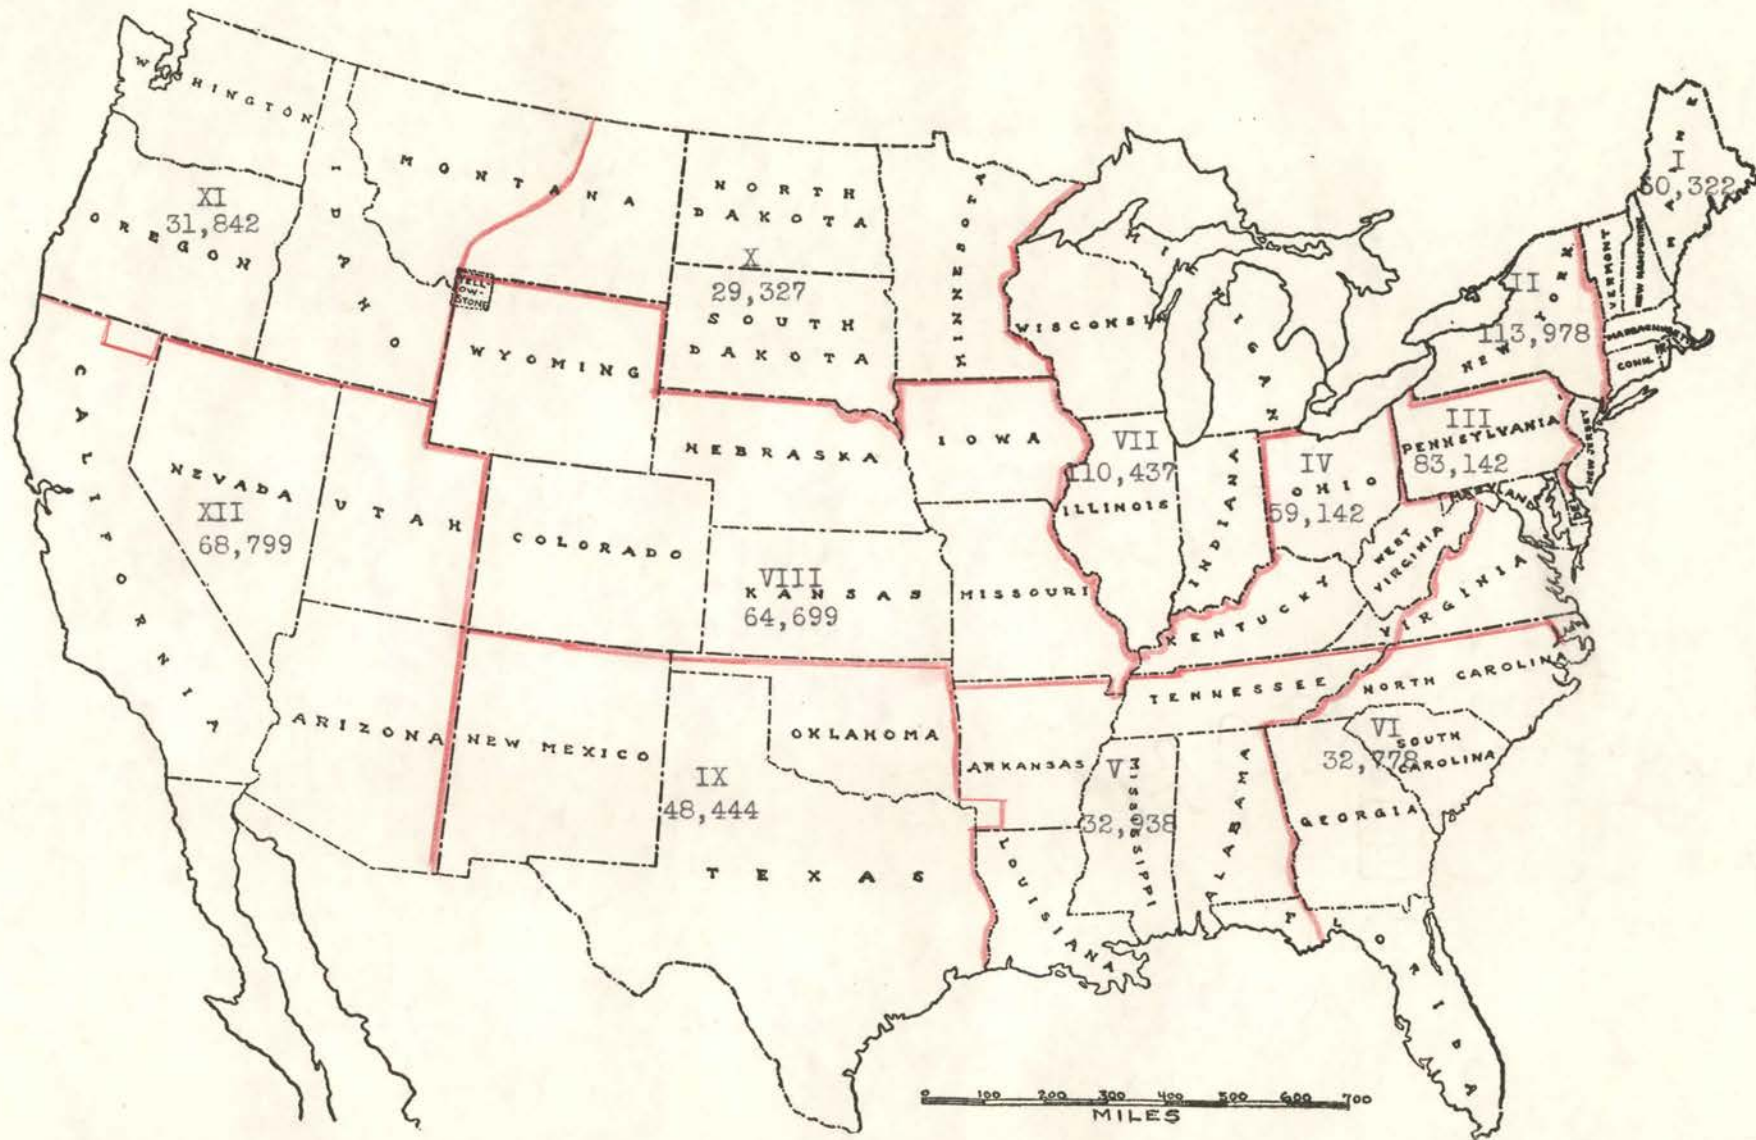 WASHINGTON
XI
31,842
OREGON
IDAHO
MONTANA
YELL-
OW-
STONE
NORTH
DAKOTA
X
29,327
SOUTH
DAKOTA
MINNESOTA
WISCONSIN
MICHIGAN
I
MAINE
VERMONT
NEW HAMPSHIRE
MASSACHUSETTS
CONN.
II
113,978
NEW YORK
III
PENNSYLVANIA
83,142
NEW JERSEY
MARYLAND
DEL
IV
OHIO
59,142
WEST
VIRGINIA
VIRGINIA
VII
110,437
ILLINOIS
INDIANA
IOWA
WYOMING
NEBRASKA
CALIFORNIA
NEVADA
XII
68,799
UTAH
COLORADO
VIII
KANSAS
64,699
MISSOURI
KENTUCKY
TENNESSEE
NORTH CAROLINA
VI
32,778
SOUTH
CAROLINA
GEORGIA
ARIZONA
NEW MEXICO
OKLAHOMA
IX
48,444
TEXAS
ARKANSAS
V
32,938
MISSISSIPPI
ALABAMA
LOUISIANA
FLORIDA
0 100 200 300 400 500 600 700
MILES